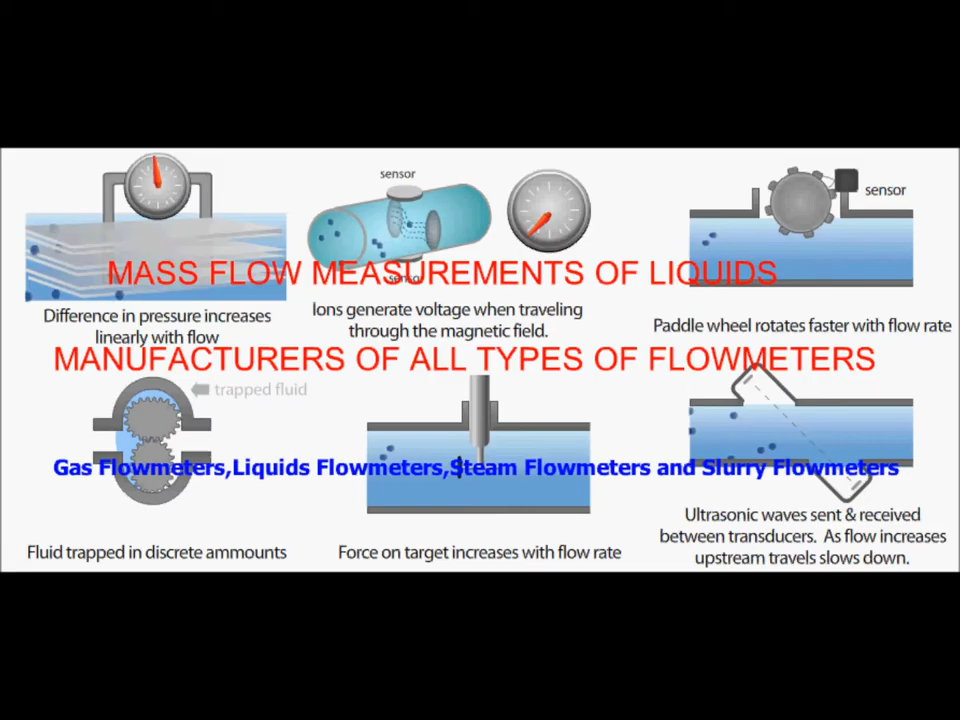 sensor
sensor
sensor
MASS FLOW MEASUREMENTS OF LIQUIDS
Difference in pressure increases
linearly with flow
Ions generate voltage when traveling
through the magnetic field.
Paddle wheel rotates faster with flow rate
MANUFACTURERS OF ALL TYPES OF FLOWMETERS
trapped fluid
Gas Flowmeters,Liquids Flowmeters,Steam Flowmeters and Slurry Flowmeters
Fluid trapped in discrete ammounts
Force on target increases with flow rate
Ultrasonic waves sent & received
between transducers. As flow increases
upstream travels slows down.